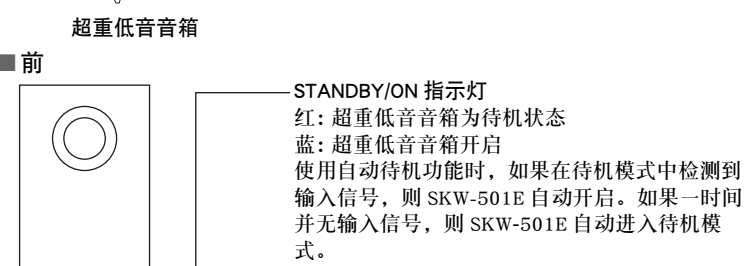 超重低音音箱
■前
STANDBY/ON 指示灯
红：超重低音音箱为待机状态
蓝：超重低音音箱开启
使用自动待机功能时，如果在待机模式中检测到
输入信号，则 SKW-501E 自动开启。如果一时间
并无输入信号，则 SKW-501E 自动进入待机模
式。